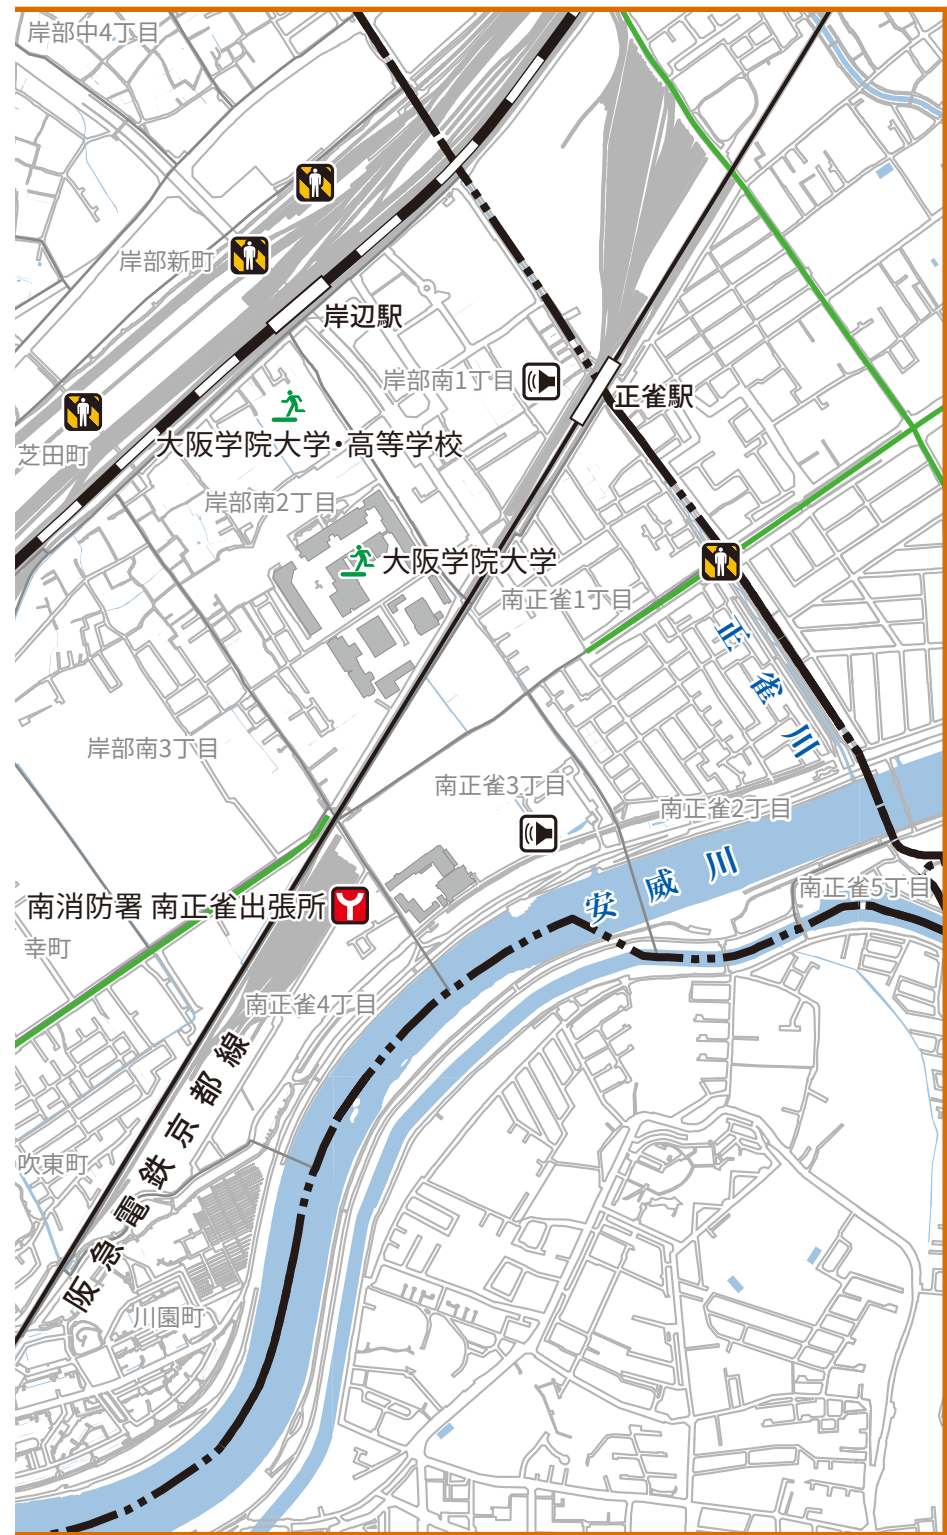 岸部中4丁目
岸部新町
岸辺駅
岸部南1丁目
正雀駅
芝田町
大阪学院大学・高等学校
岸部南2丁目
大阪学院大学
南正雀1丁目
正雀川
岸部南3丁目
南正雀3丁目
南正雀2丁目
安威川
南正雀5丁目
南消防署 南正雀出張所
幸町
南正雀4丁目
阪急電鉄京都線
吹東町
川園町